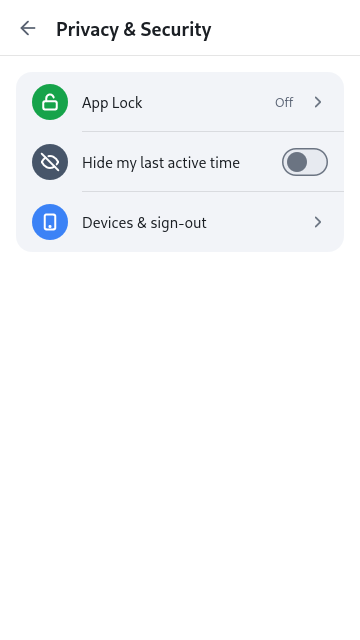 Privacy & Security
App Lock
Off
Hide my last active time
Devices & sign-out